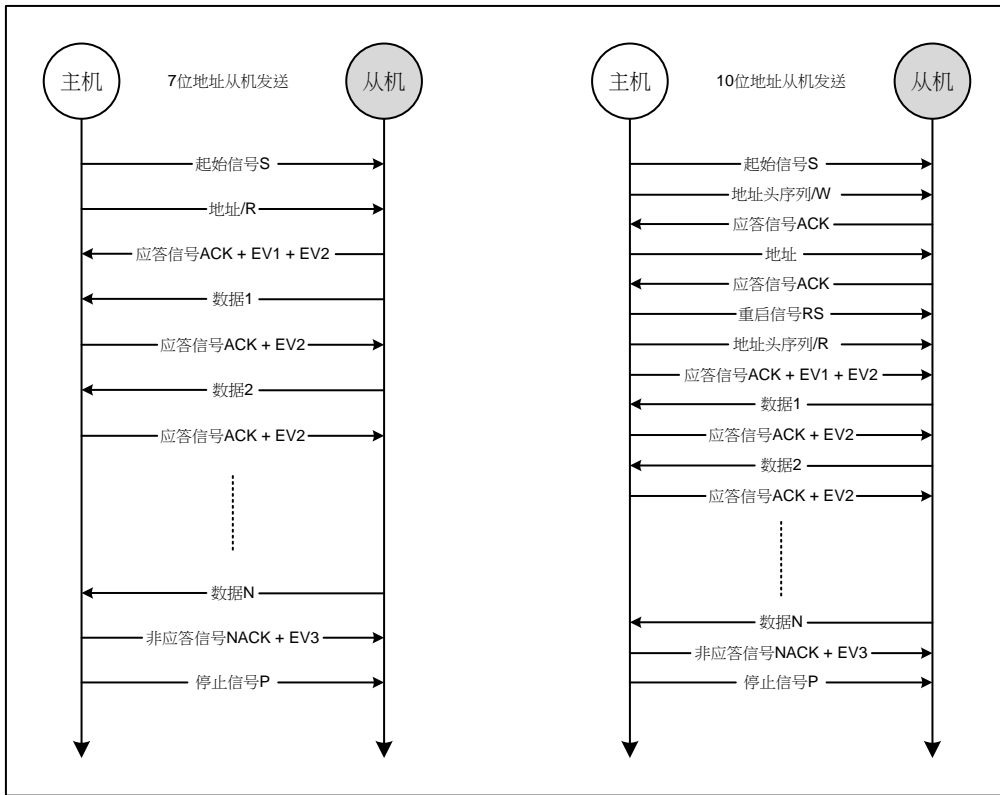 主机
7位地址从机发送
从机
起始信号S
地址/R
应答信号ACK + EV1 + EV2
数据1
应答信号ACK + EV2
数据2
应答信号ACK + EV2
数据N
非应答信号NACK + EV3
停止信号P
主机
10位地址从机发送
从机
起始信号S
地址头序列/W
应答信号ACK
地址
应答信号ACK
重启信号RS
地址头序列/R
应答信号ACK + EV1 + EV2
数据1
应答信号ACK + EV2
数据2
应答信号ACK + EV2
数据N
非应答信号NACK + EV3
停止信号P